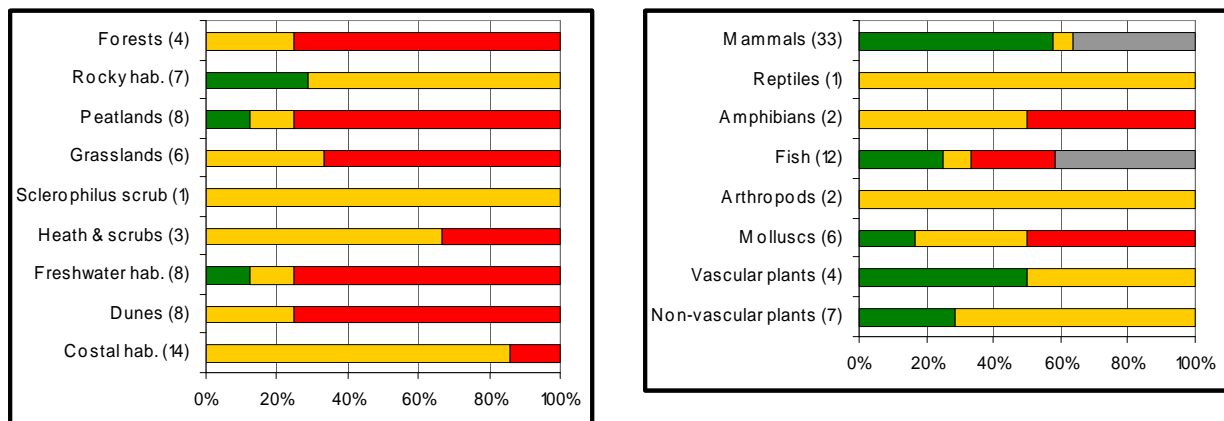 Forests (4)
Rocky hab. (7)
Peatlands (8)
Grasslands (6)
Sclerophilus scrub (1)
Heath & scrubs (3)
Freshwater hab. (8)
Dunes (8)
Costal hab. (14)
0% 20% 40% 60% 80% 100%
Mammals (33)
Reptiles (1)
Amphibians (2)
Fish (12)
Arthropods (2)
Molluscs (6)
Vascular plants (4)
Non-vascular plants (7)
0% 20% 40% 60% 80% 100%